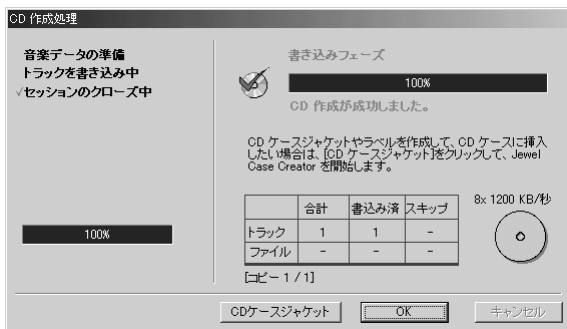 CD 作成処理
音楽データの準備
トラックを書き込み中
✓セッションのクローズ中
100%
書き込みフェーズ
100%
CD 作成が成功しました。
CD ケースジャケットやラベルを作成して、CD ケースに挿入
したい場合は、[CD ケースジャケット]をクリックして、Jewel
Case Creator を開始します。
8x 1200 KB/秒
合計 書込み済 スキップ
トラック 1 1 -
ファイル - - -
[コピー 1 / 1]
CDケースジャケット OK キャンセル